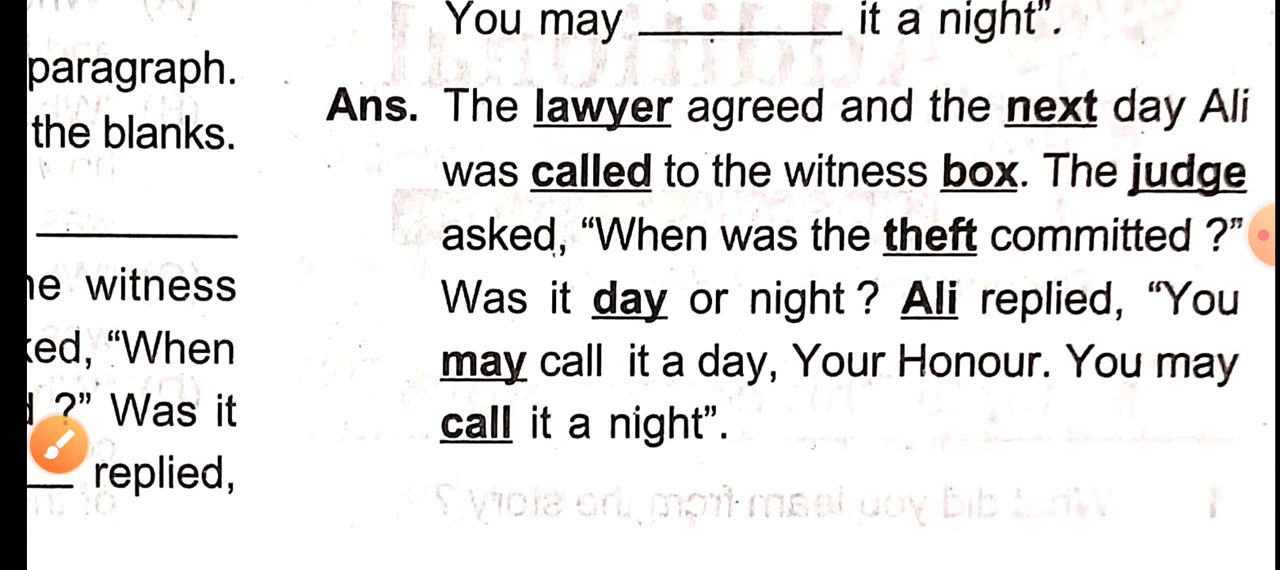 paragraph.
the blanks.
witness
“When
?” Was it
replied,
You may __________ it a night”.
Ans. The lawyer agreed and the next day Ali
was called to the witness box. The judge
asked, “When was the theft committed ?”
Was it day or night ? Ali replied, “You
may call it a day, Your Honour. You may
call it a night”.